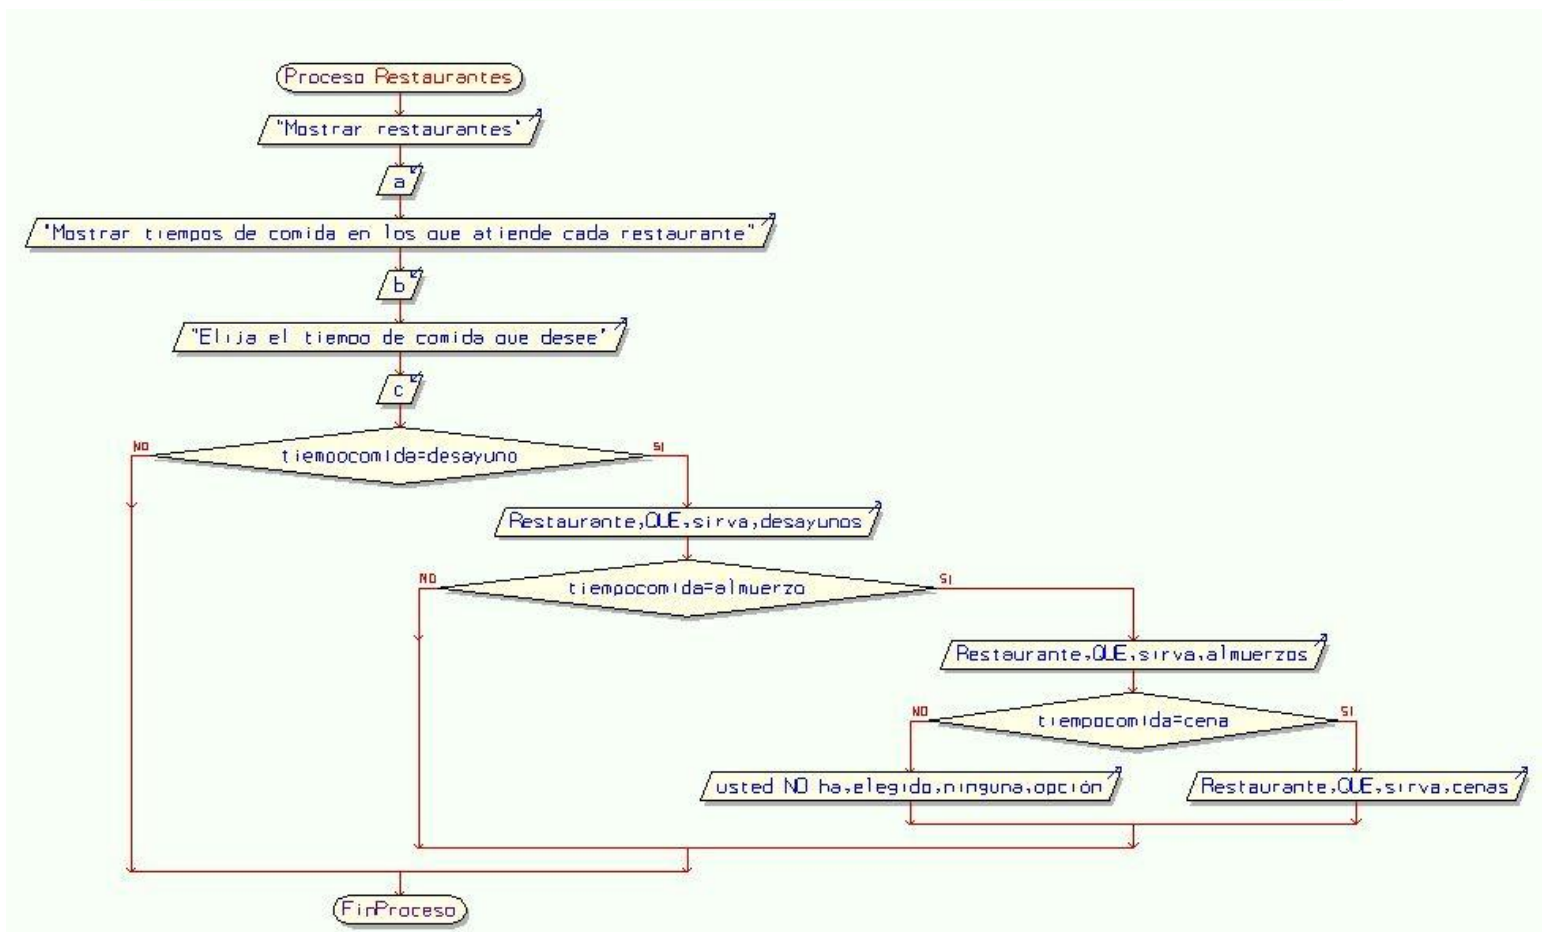 Proceso Restaurantes
"Mostrar restaurantes"
a
"Mostrar tiempos de comida en los que atiende cada restaurante"
b
"Elija el tiempo de comida que desee"
c
NO
SI
tiempocomida=desayuno
Restaurante,QUE,sirva,desayunos
NO
SI
tiempocomida=almuerzo
Restaurante,QUE,sirva,almuerzos
NO
SI
tiempocomida=cena
usted NO ha,elegido,ninguna,opción
Restaurante,QUE,sirva,cenas
FinProceso